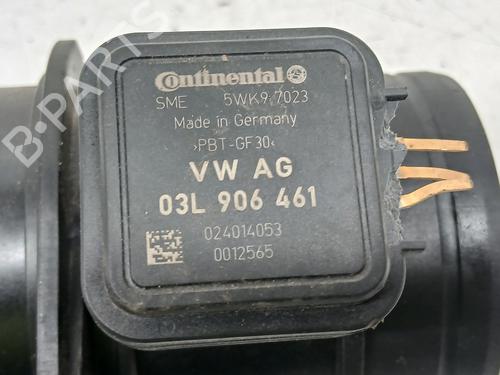 B-PARTS
Continental
SME 5WK9 7023
Made in Germany
>PBT-GF30<
VW AG
03L 906 461
024014053
0012565